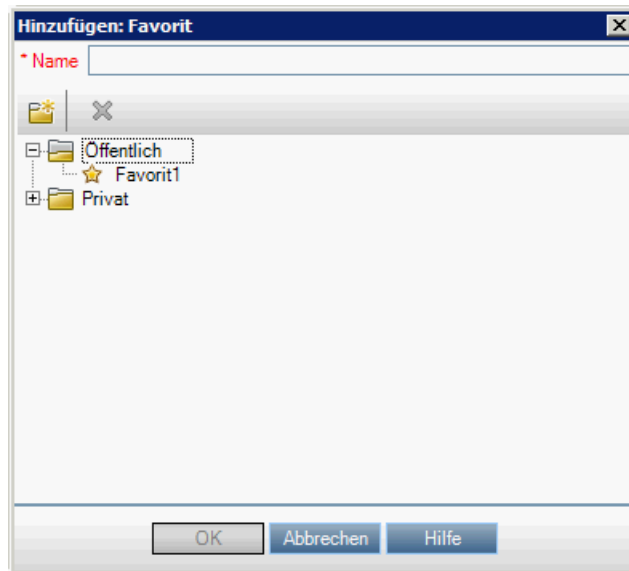 Hinzufügen: Favorit
* Name
Öffentlich
Favorit1
Privat
OK Abbrechen Hilfe